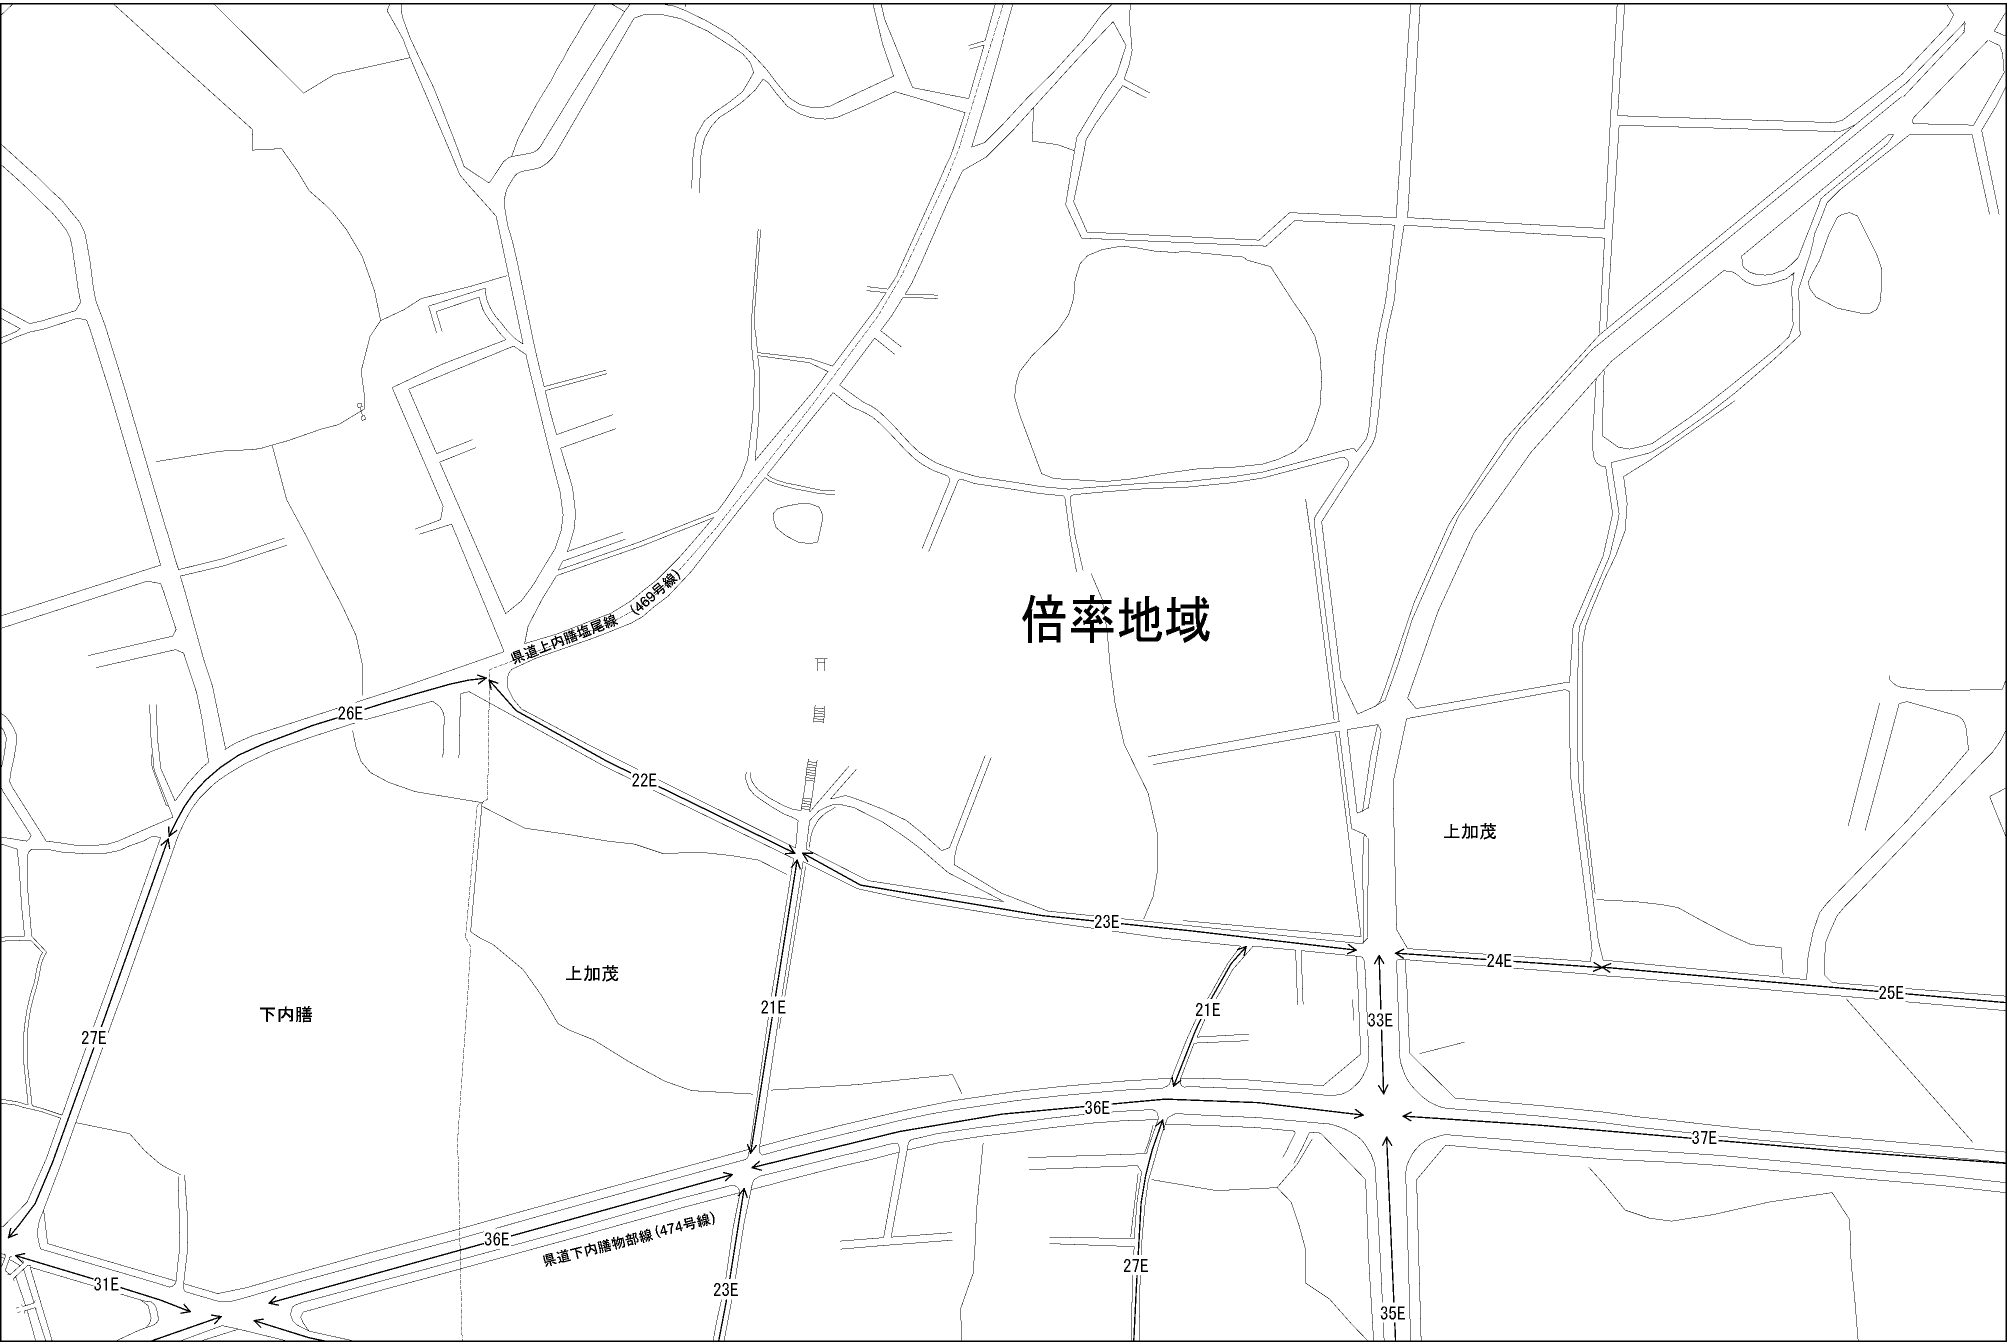 県道上内膳塩尾線 (469号線)
倍率地域
26E
22E
上加茂
23E
24E
上加茂
25E
21E
21E
下内膳
33E
27E
36E
37E
県道下内膳物部線(474号線)
36E
27E
31E
23E
35E